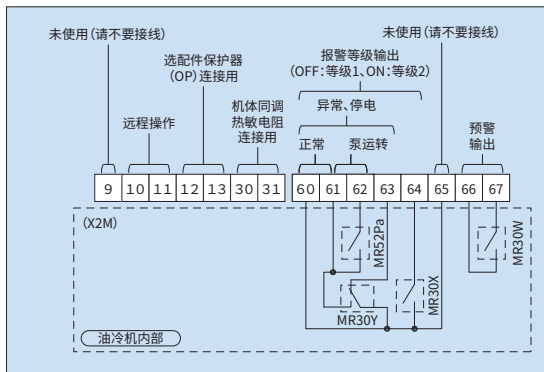 未使用(请不要接线)
未使用(请不要接线)
选配件保护器
(OP)连接用
报警等级输出
(OFF:等级1、ON:等级2)
机体同调
热敏电阻
连接用
异常、停电
远程操作
预警
输出
正常
泵运转
9 10 11 12 13 30 31 60 61 62 63 64 65 66 67
(X2M)
MR52Pa
MR30W
MR30X
MR30Y
油冷机内部